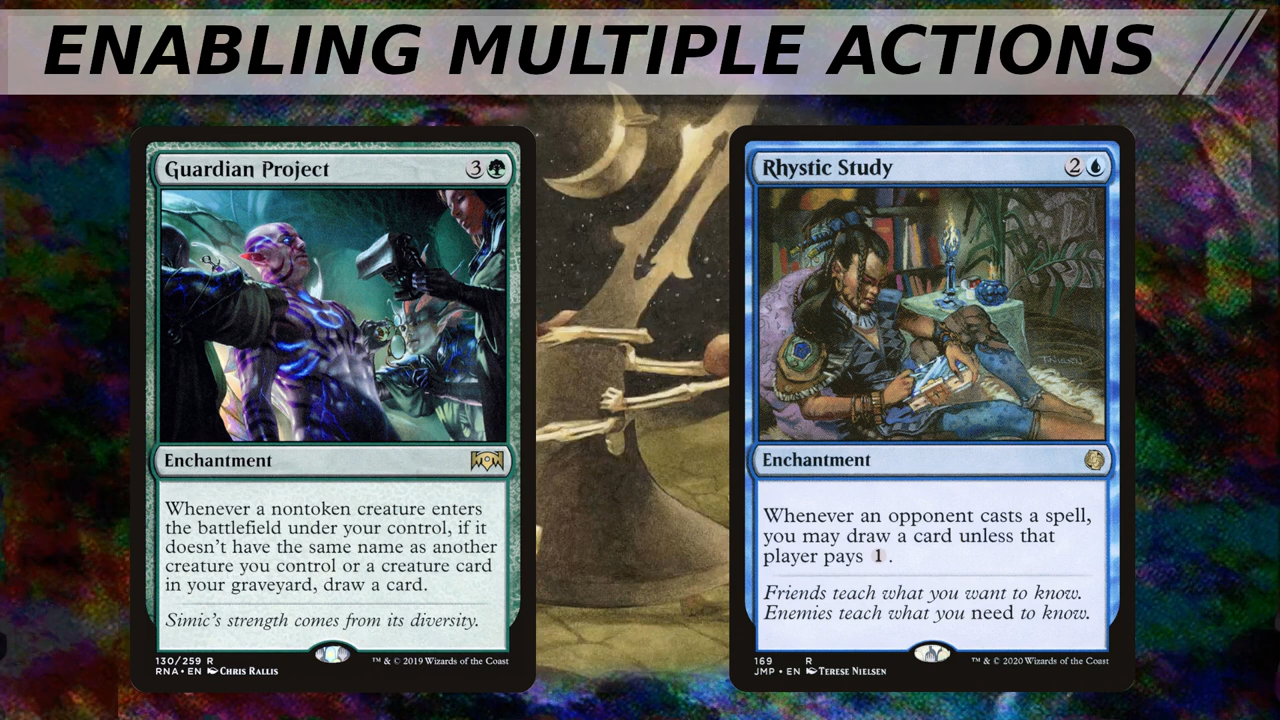 ENABLING MULTIPLE ACTIONS
Guardian Project 3
Enchantment
Whenever a nontoken creature enters
the battlefield under your control, if it
doesn't have the same name as another
creature you control or a creature card
in your graveyard, draw a card.
Simic's strength comes from its diversity.
130/259 R
RNA • EN Chris Rallis
™ & © 2019 Wizards of the Coast
Rhystic Study 2
T. Nielsen
Enchantment
Whenever an opponent casts a spell,
you may draw a card unless that
player pays 1.
Friends teach what you want to know.
Enemies teach what you need to know.
169 R
JMP • EN Terese Nielsen
™ & © 2020 Wizards of the Coast